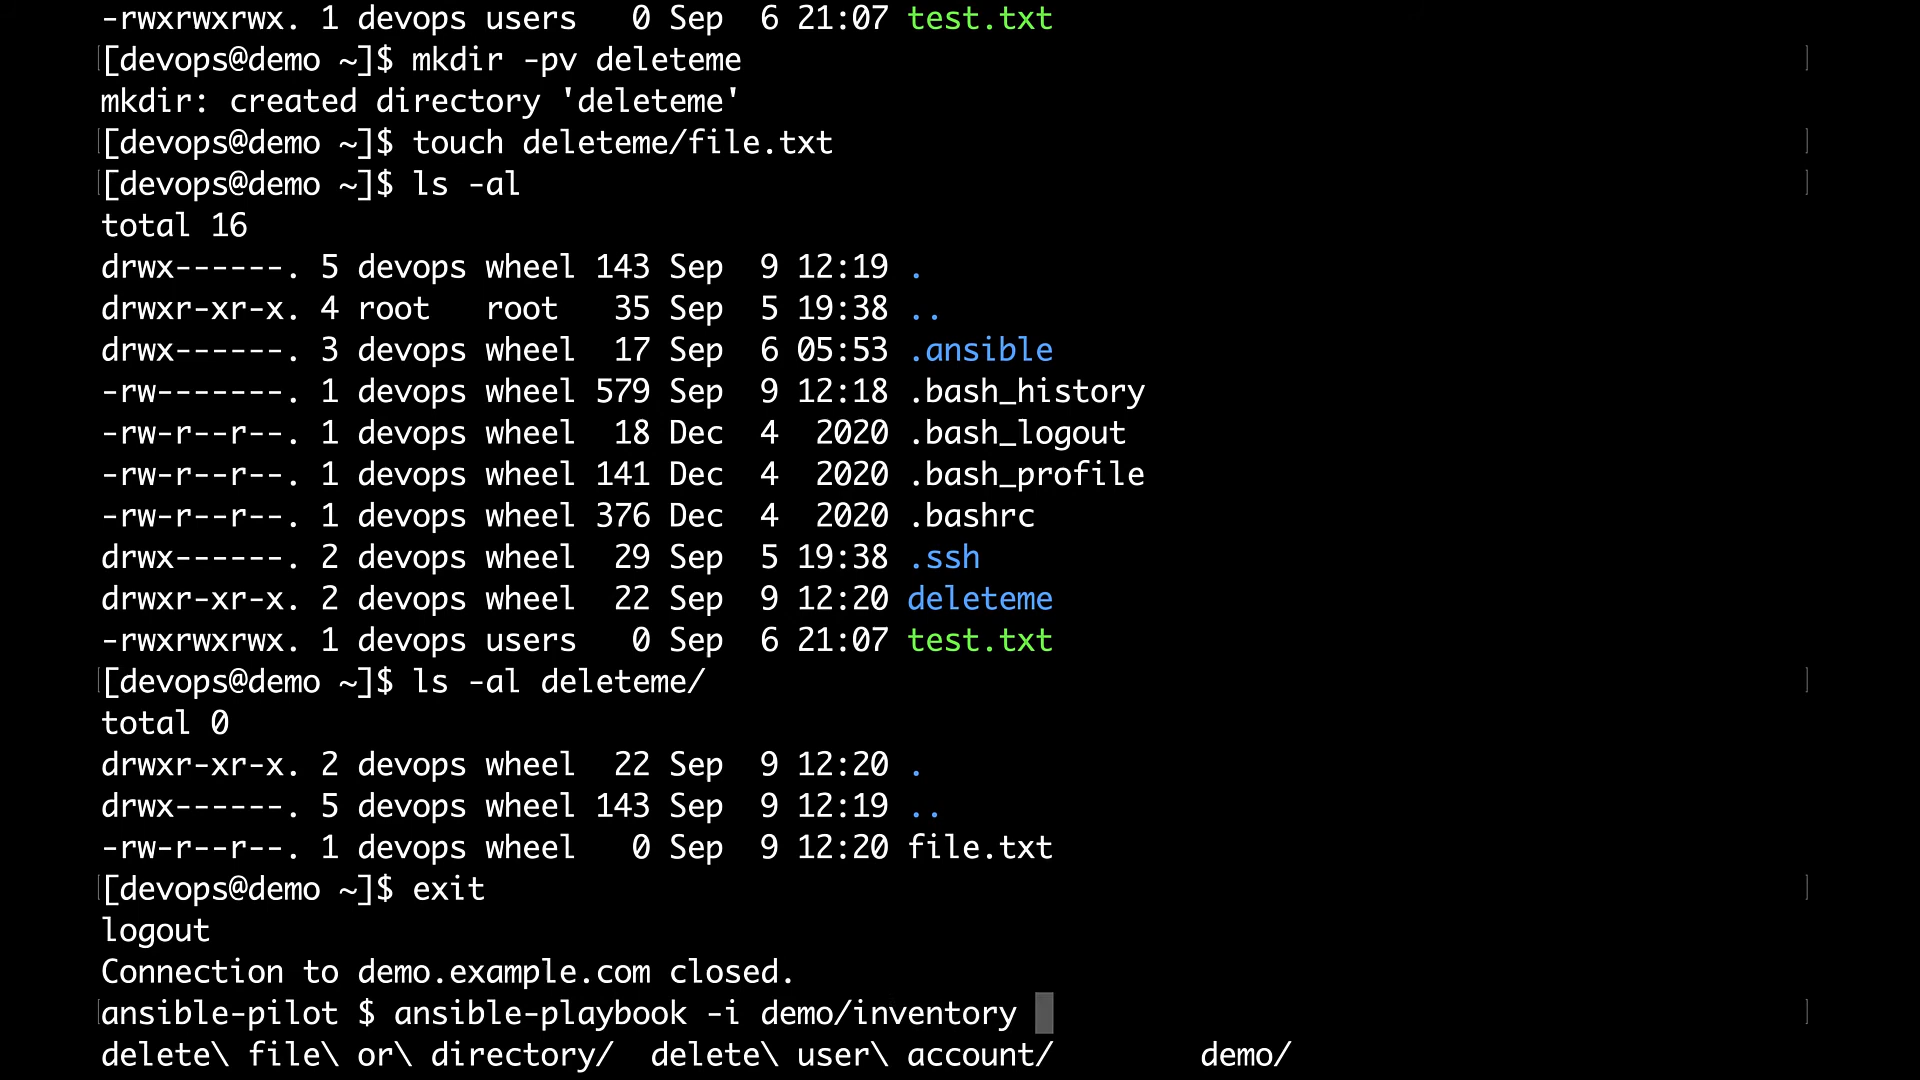 -rwxrwxrwx. 1 devops users   0 Sep  6 21:07 test.txt
[devops@demo ~]$ mkdir -pv deleteme
mkdir: created directory 'deleteme'
[devops@demo ~]$ touch deleteme/file.txt
[devops@demo ~]$ ls -al
total 16
drwx------. 5 devops wheel 143 Sep  9 12:19 .
drwxr-xr-x. 4 root   root   35 Sep  5 19:38 ..
drwx------. 3 devops wheel  17 Sep  6 05:53 .ansible
-rw-------. 1 devops wheel 579 Sep  9 12:18 .bash_history
-rw-r--r--. 1 devops wheel  18 Dec  4  2020 .bash_logout
-rw-r--r--. 1 devops wheel 141 Dec  4  2020 .bash_profile
-rw-r--r--. 1 devops wheel 376 Dec  4  2020 .bashrc
drwx------. 2 devops wheel  29 Sep  5 19:38 .ssh
drwxr-xr-x. 2 devops wheel  22 Sep  9 12:20 deleteme
-rwxrwxrwx. 1 devops users   0 Sep  6 21:07 test.txt
[devops@demo ~]$ ls -al deleteme/
total 0
drwxr-xr-x. 2 devops wheel  22 Sep  9 12:20 .
drwx------. 5 devops wheel 143 Sep  9 12:19 ..
-rw-r--r--. 1 devops wheel   0 Sep  9 12:20 file.txt
[devops@demo ~]$ exit
logout
Connection to demo.example.com closed.
ansible-pilot $ ansible-playbook -i demo/inventory
delete\ file\ or\ directory/  delete\ user\ account/        demo/